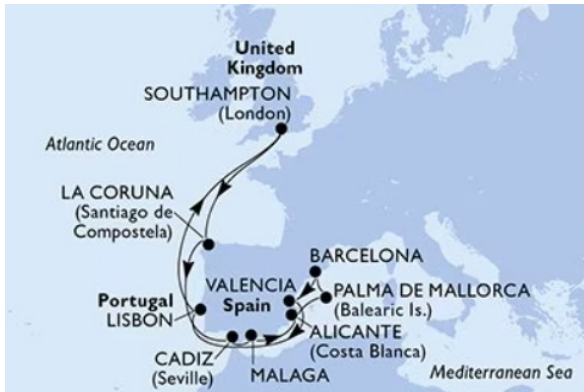 United
Kingdom
SOUTHAMPTON
(London)
Atlantic Ocean
LA CORUNA
(Santiago de
Compostela)
BARCELONA
VALENCIA
PALMA DE MALLORCA
(Balearic Is.)
Portugal
Spain
LISBON
ALICANTE
(Costa Blanca)
CADIZ
(Seville)
MALAGA
Mediterranean Sea